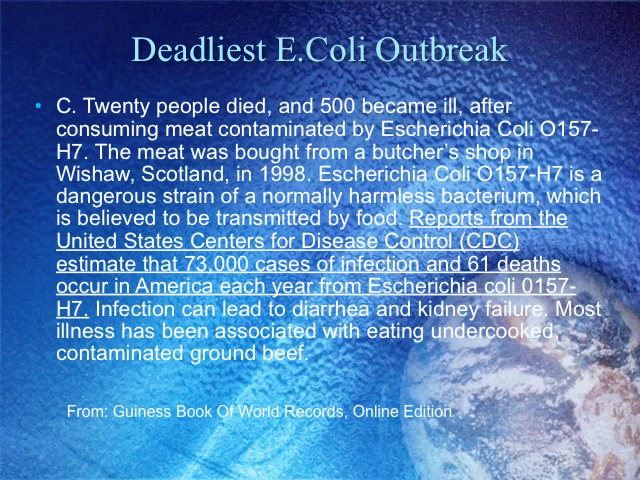 Deadliest E.Coli Outbreak
• C. Twenty people died, and 500 became ill, after
consuming meat contaminated by Escherichia Coli O157-
H7. The meat was bought from a butcher’s shop in
Wishaw, Scotland, in 1998. Escherichia Coli O157-H7 is a
dangerous strain of a normally harmless bacterium, which
is believed to be transmitted by food. Reports from the
United States Centers for Disease Control (CDC)
estimate that 73,000 cases of infection and 61 deaths
occur in America each year from Escherichia coli 0157-
H7. Infection can lead to diarrhea and kidney failure. Most
illness has been associated with eating undercooked,
contaminated ground beef.
From: Guiness Book Of World Records, Online Edition